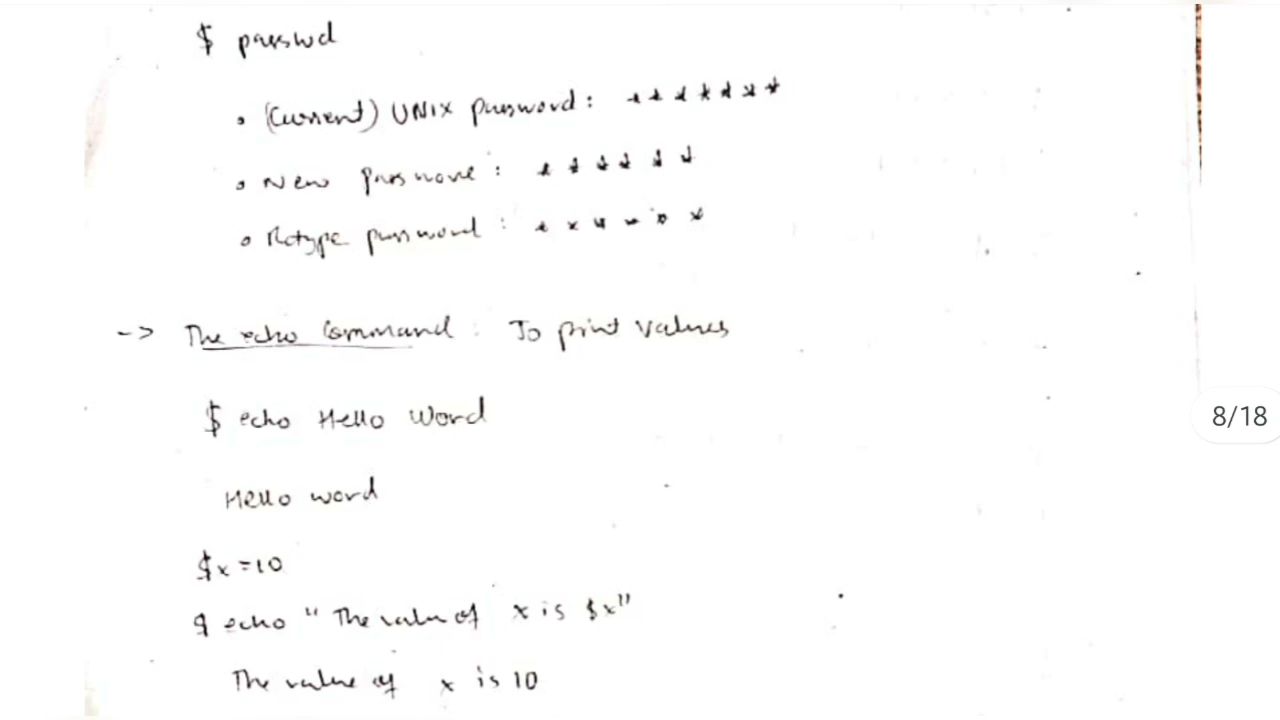 $ passwd
• (Current) UNIX password : * * * * * * *
• New password : * * * * * *
• Retype password : * * * * * *
-> The echo Command : To print values
$ echo Hello Word
8/18
Hello word
$x=10
$ echo "The value of x is $x"
The value of x is 10